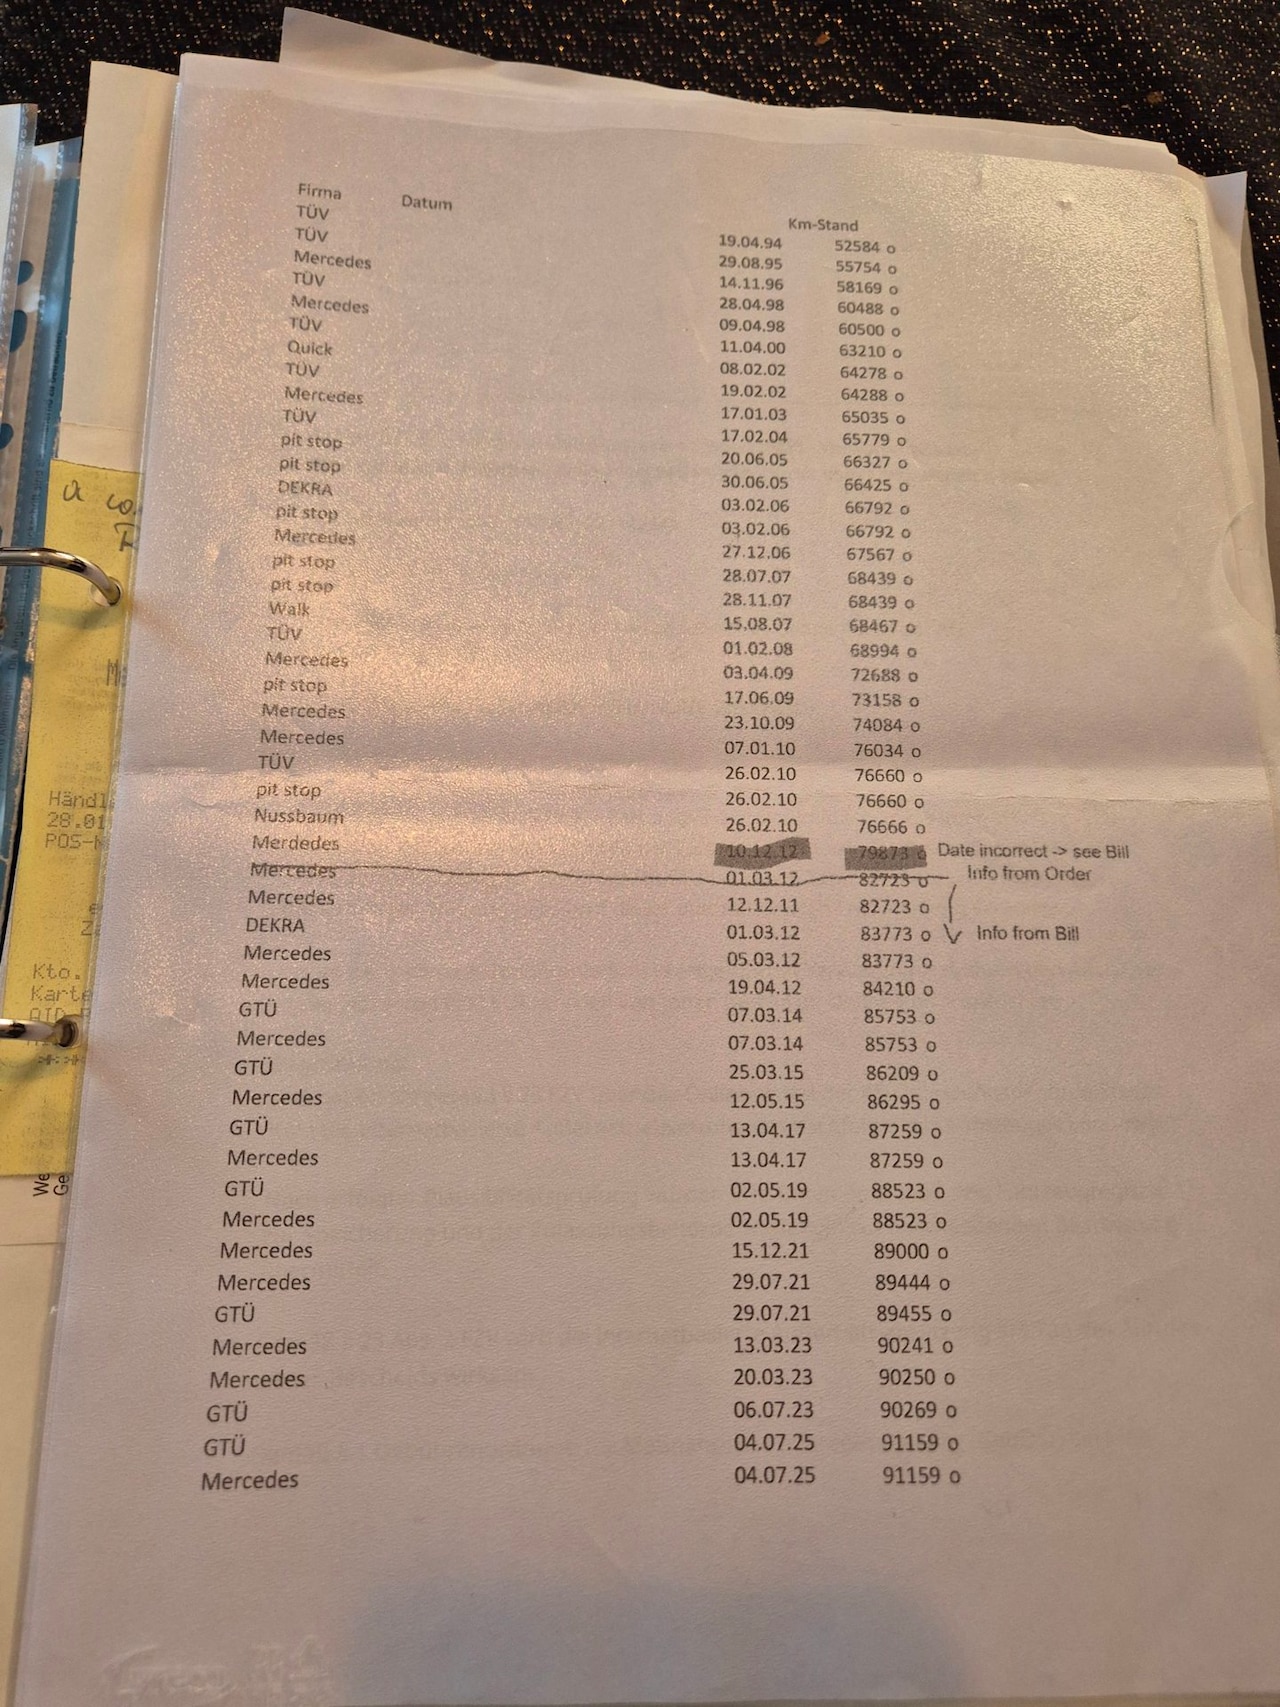 Firma Datum Km-Stand
TÜV 19.04.94 52584 o
TÜV 29.08.95 55754 o
Mercedes 14.11.96 58169 o
TÜV 28.04.98 60488 o
Mercedes 09.04.98 60500 o
TÜV 11.04.00 63210 o
Quick 08.02.02 64278 o
TÜV 19.02.02 64288 o
Mercedes 17.01.03 65035 o
TÜV 17.02.04 65779 o
pit stop 20.06.05 66327 o
pit stop 30.06.05 66425 o
DEKRA 03.02.06 66792 o
pit stop 03.02.06 66792 o
Mercedes 27.12.06 67567 o
pit stop 28.07.07 68439 o
pit stop 28.11.07 68439 o
Walk 15.08.07 68467 o
TÜV 01.02.08 68994 o
Mercedes 03.04.09 72688 o
pit stop 17.06.09 73158 o
Mercedes 23.10.09 74084 o
Mercedes 07.01.10 76034 o
TÜV 26.02.10 76660 o
pit stop 26.02.10 76660 o
Nussbaum 26.02.10 76666 o
Merdedes 10.12.12 79873 o Date incorrect -> see Bill
Mercedes 01.03.12 82723 o Info from Order
Mercedes 12.12.11 82723 o
DEKRA 01.03.12 83773 o Info from Bill
Mercedes 05.03.12 83773 o
Mercedes 19.04.12 84210 o
GTÜ 07.03.14 85753 o
Mercedes 07.03.14 85753 o
GTÜ 25.03.15 86209 o
Mercedes 12.05.15 86295 o
GTÜ 13.04.17 87259 o
Mercedes 13.04.17 87259 o
GTÜ 02.05.19 88523 o
Mercedes 02.05.19 88523 o
Mercedes 15.12.21 89000 o
Mercedes 29.07.21 89444 o
GTÜ 29.07.21 89455 o
Mercedes 13.03.23 90241 o
Mercedes 20.03.23 90250 o
GTÜ 06.07.23 90269 o
GTÜ 04.07.25 91159 o
Mercedes 04.07.25 91159 o
Händl
28.01
POS-
Kto.
Karte
AID
We
Ge